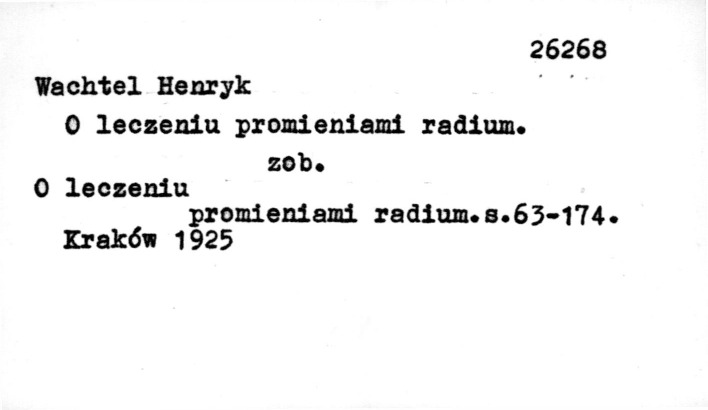 26268
Wachtel Henryk
O leczeniu promieniami radium.
zob.
O leczeniu
promieniami radium.s.63-174.
Kraków 1925